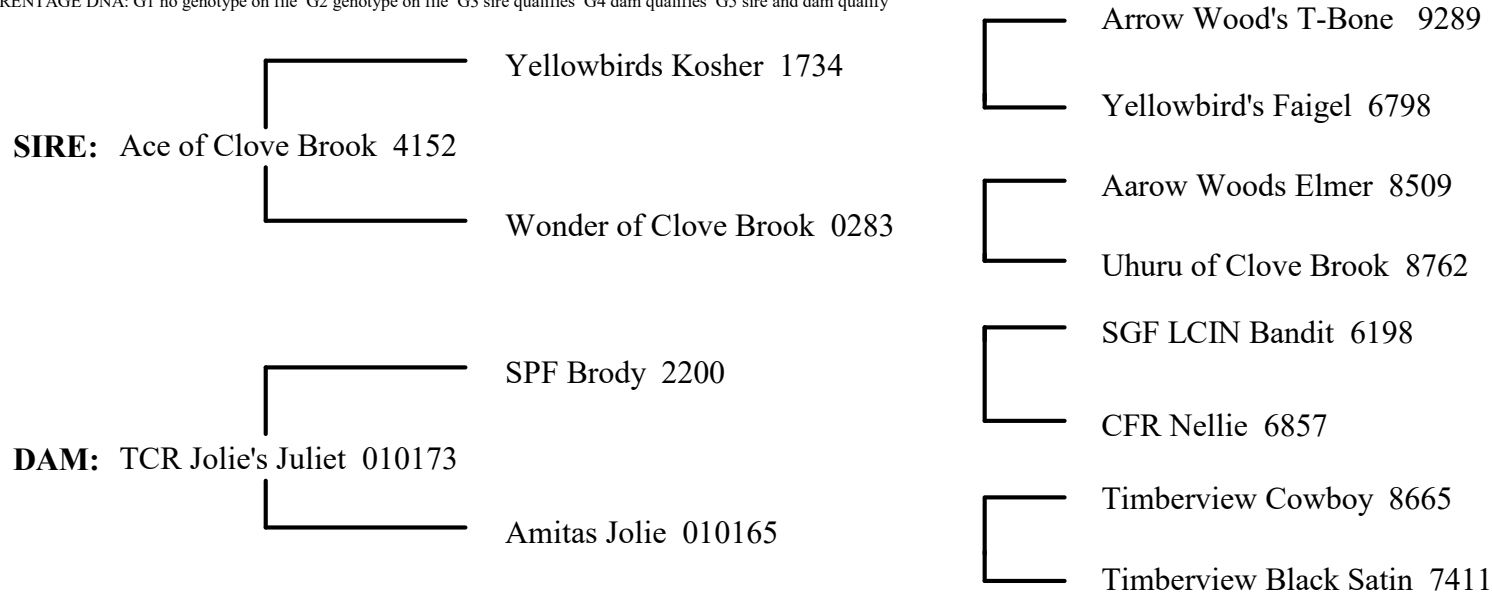 RENTAGE DNA: G1 no genotype on file G2 genotype on file G3 sire qualifies G4 dam qualifies G5 sire and dam qualify
Arrow Wood's T-Bone 9289
Yellowbirds Kosher 1734
Yellowbird's Faigel 6798
SIRE: Ace of Clove Brook 4152
Aarow Woods Elmer 8509
Wonder of Clove Brook 0283
Uhuru of Clove Brook 8762
SGF LCIN Bandit 6198
SPF Brody 2200
CFR Nellie 6857
DAM: TCR Jolie's Juliet 010173
Timberview Cowboy 8665
Amitas Jolie 010165
Timberview Black Satin 7411